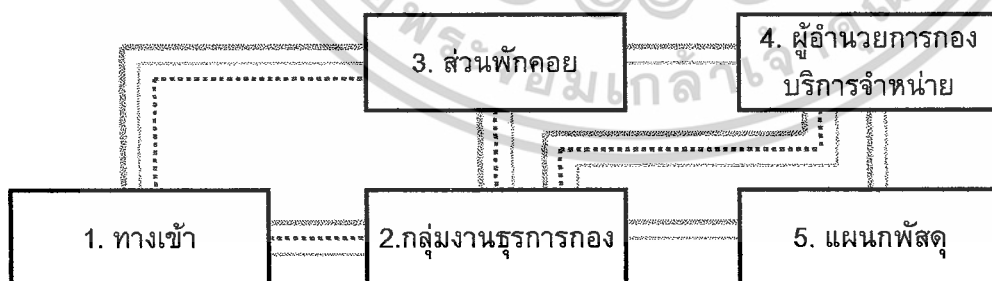 3. ส่วนพักคอย
4. ผู้อำนวยการกอง
บริการจำหน่าย
1. ทางเข้า
2.กลุ่มงานธุรการกอง
5. แผนกพัสดุ